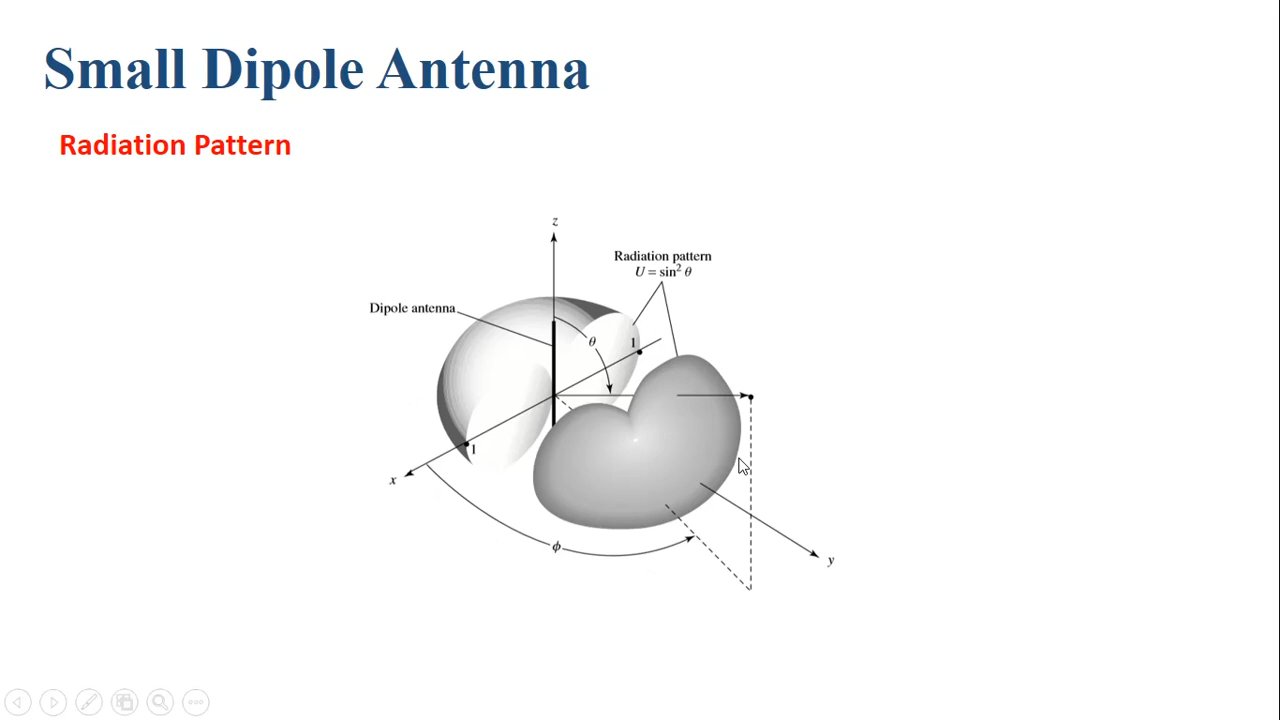 Small Dipole Antenna
Radiation Pattern
z
Radiation pattern
U = sin² θ
Dipole antenna
θ
1
1
x
ϕ
y